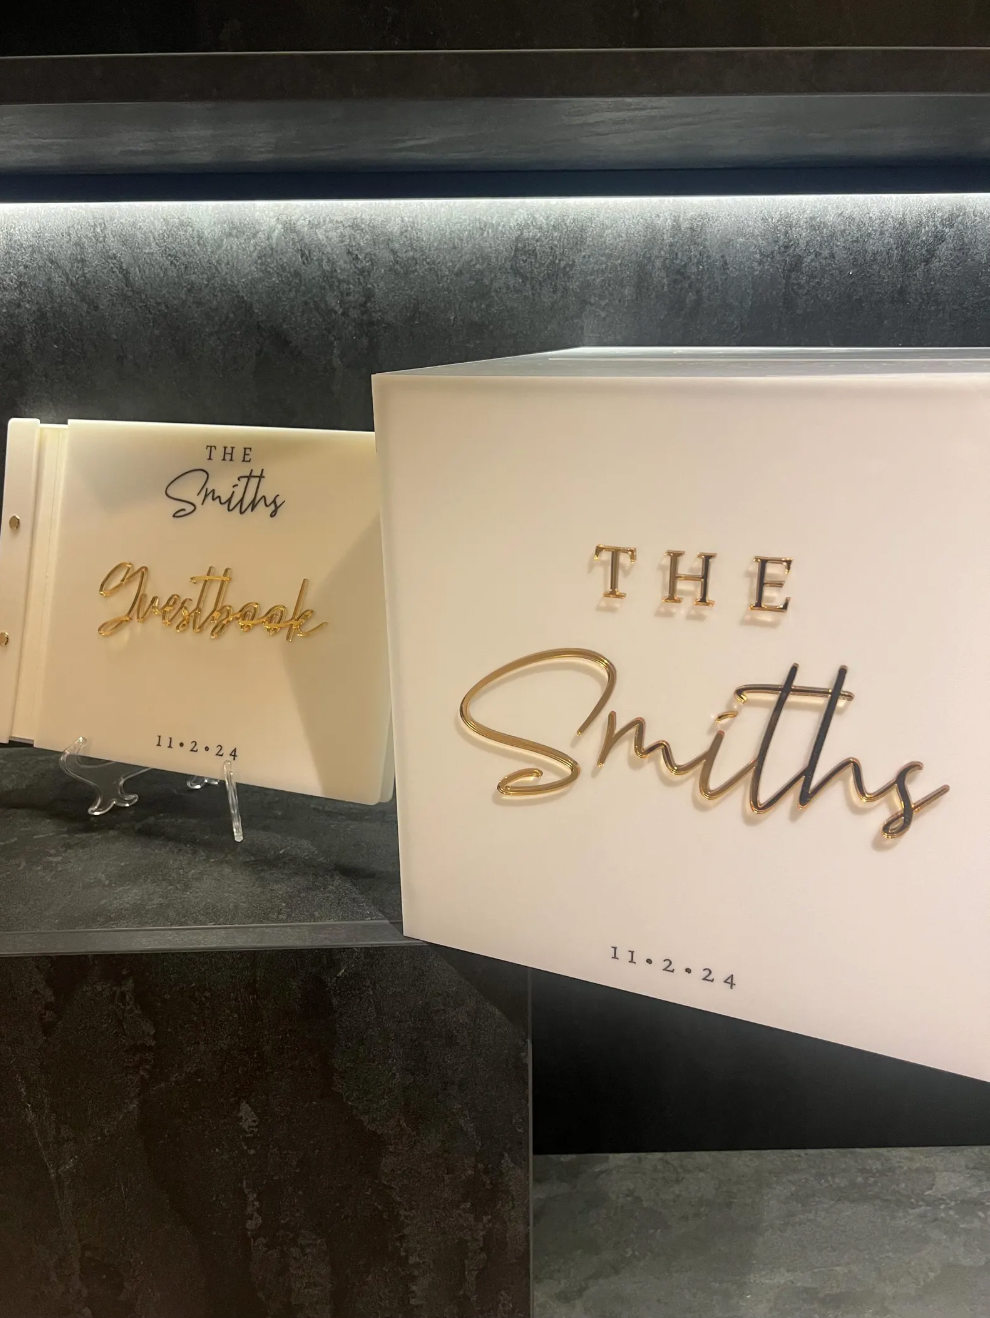 THE
Smiths
Guestbook
11•2•24
THE
Smiths
11•2•24